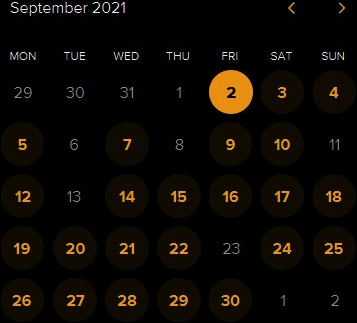 September 2021
MON TUE WED THU FRI SAT SUN
29 30 31 1 2 3 4
5 6 7 8 9 10 11
12 13 14 15 16 17 18
19 20 21 22 23 24 25
26 27 28 29 30 1 2